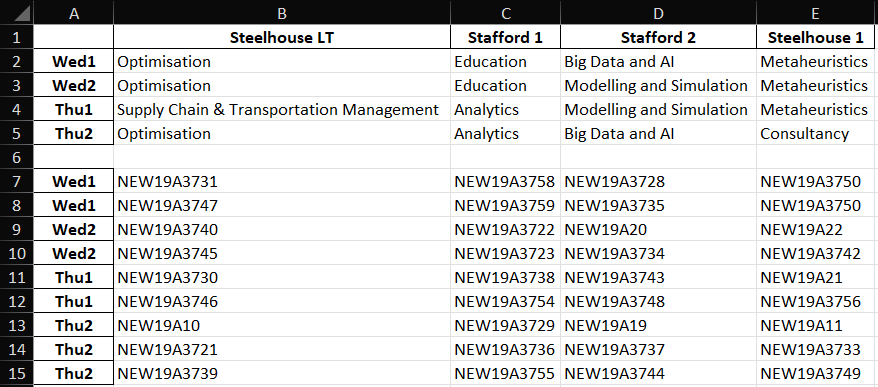 A B C D E
1 Steelhouse LT Stafford 1 Stafford 2 Steelhouse 1
2 Wed1 Optimisation Education Big Data and AI Metaheuristics
3 Wed2 Optimisation Education Modelling and Simulation Metaheuristics
4 Thu1 Supply Chain & Transportation Management Analytics Modelling and Simulation Metaheuristics
5 Thu2 Optimisation Analytics Big Data and AI Consultancy
6
7 Wed1 NEW19A3731 NEW19A3758 NEW19A3728 NEW19A3750
8 Wed1 NEW19A3747 NEW19A3759 NEW19A3735 NEW19A3750
9 Wed2 NEW19A3740 NEW19A3722 NEW19A20 NEW19A22
10 Wed2 NEW19A3745 NEW19A3723 NEW19A3734 NEW19A3742
11 Thu1 NEW19A3730 NEW19A3738 NEW19A3743 NEW19A21
12 Thu1 NEW19A3746 NEW19A3754 NEW19A3748 NEW19A3756
13 Thu2 NEW19A10 NEW19A3729 NEW19A19 NEW19A11
14 Thu2 NEW19A3721 NEW19A3736 NEW19A3737 NEW19A3733
15 Thu2 NEW19A3739 NEW19A3755 NEW19A3744 NEW19A3749